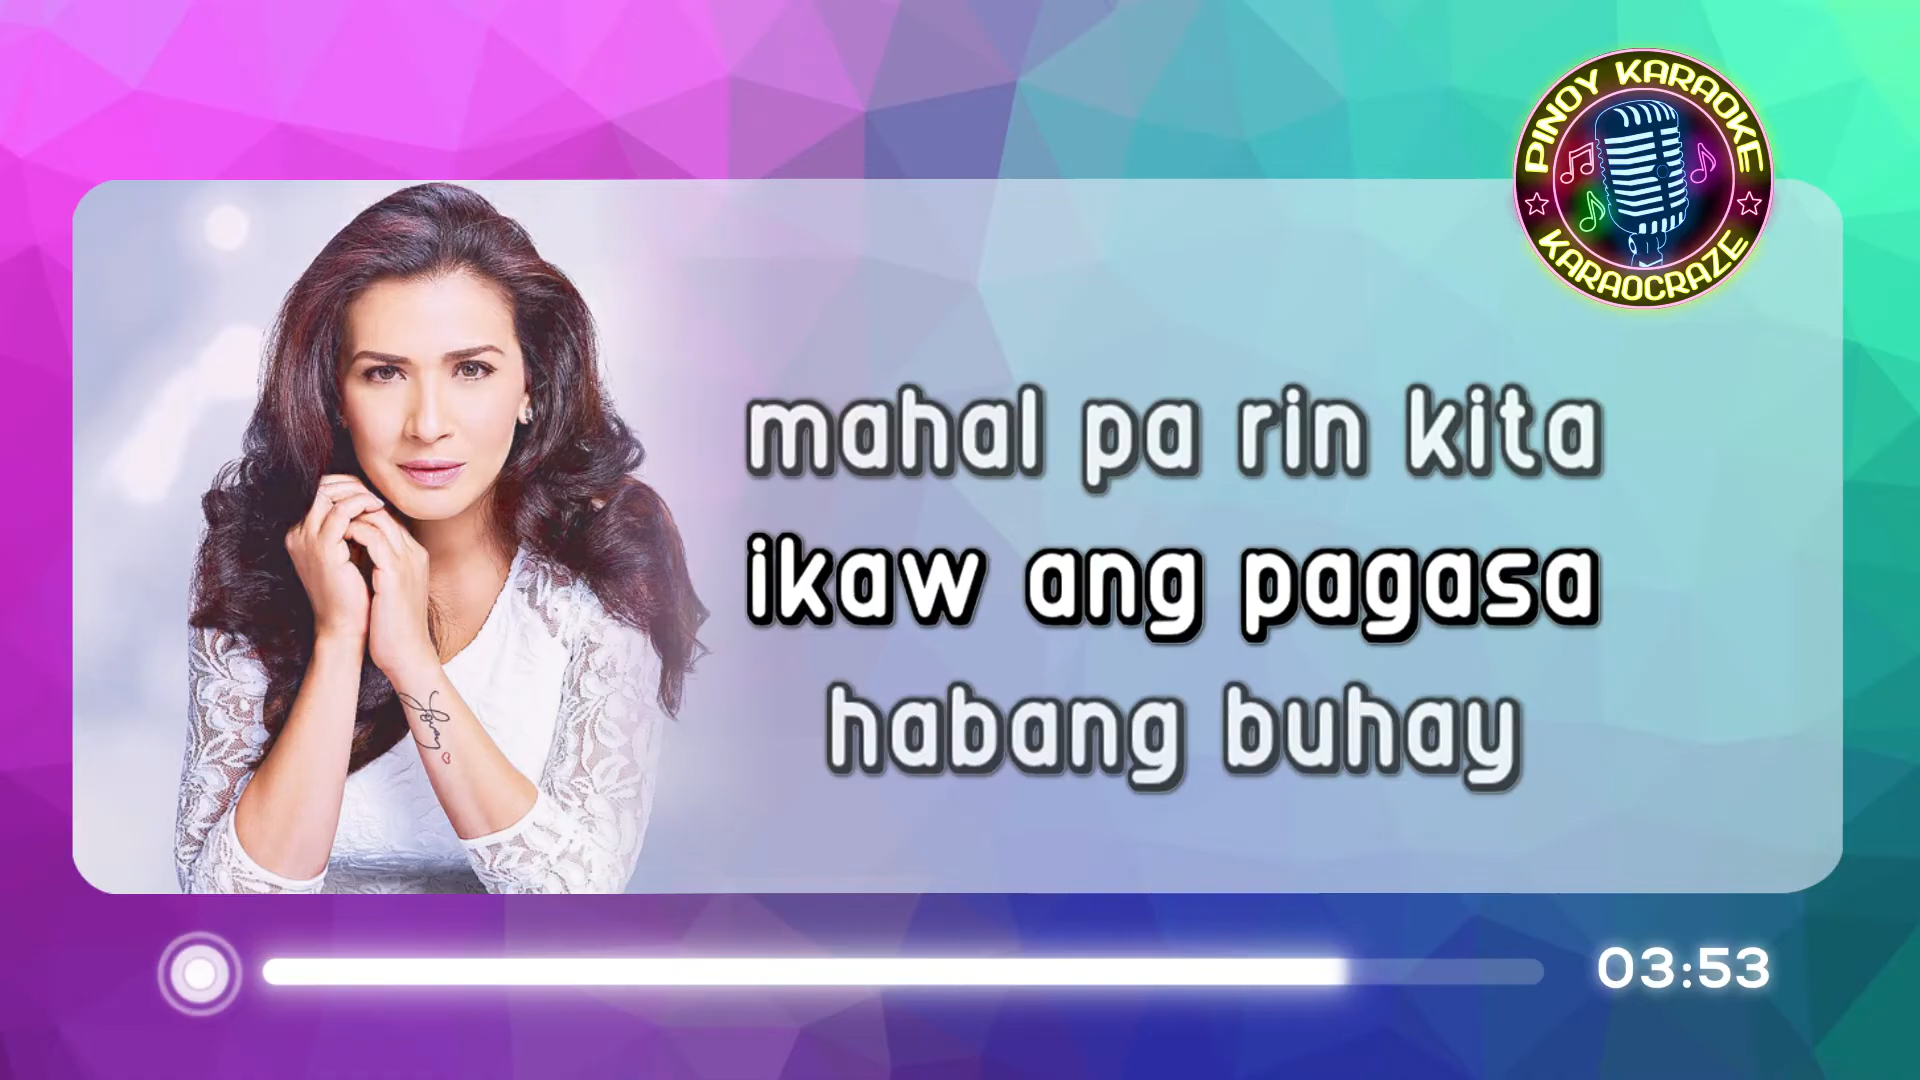 PINOY KARAOKE
KARAOCRAZE
mahal pa rin kita
ikaw ang pagasa
habang buhay
03:53